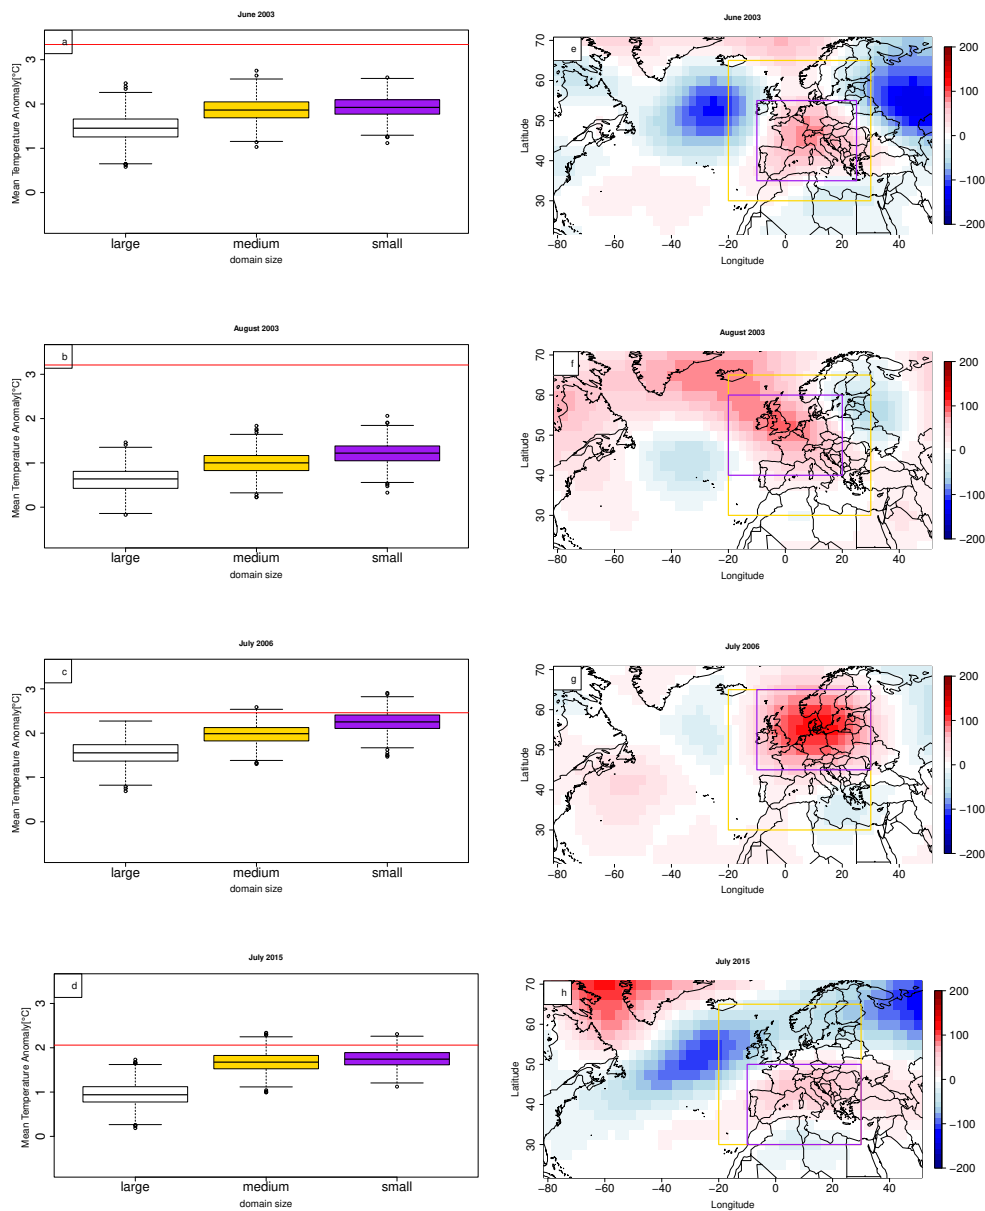 June 2003
a
Mean Temperature Anomaly[°C]
0 1 2 3
large medium small
domain size
June 2003
e
Latitude
30 40 50 60 70
−80 −60 −40 −20 0 20 40
Longitude
200
100
0
−100
−200
August 2003
b
Mean Temperature Anomaly[°C]
0 1 2 3
large medium small
domain size
August 2003
f
Latitude
30 40 50 60 70
−80 −60 −40 −20 0 20 40
Longitude
200
100
0
−100
−200
July 2006
c
Mean Temperature Anomaly[°C]
0 1 2 3
large medium small
domain size
July 2006
g
Latitude
30 40 50 60 70
−80 −60 −40 −20 0 20 40
Longitude
200
100
0
−100
−200
July 2015
d
Mean Temperature Anomaly[°C]
0 1 2 3
large medium small
domain size
July 2015
h
Latitude
30 40 50 60 70
−80 −60 −40 −20 0 20 40
Longitude
200
100
0
−100
−200